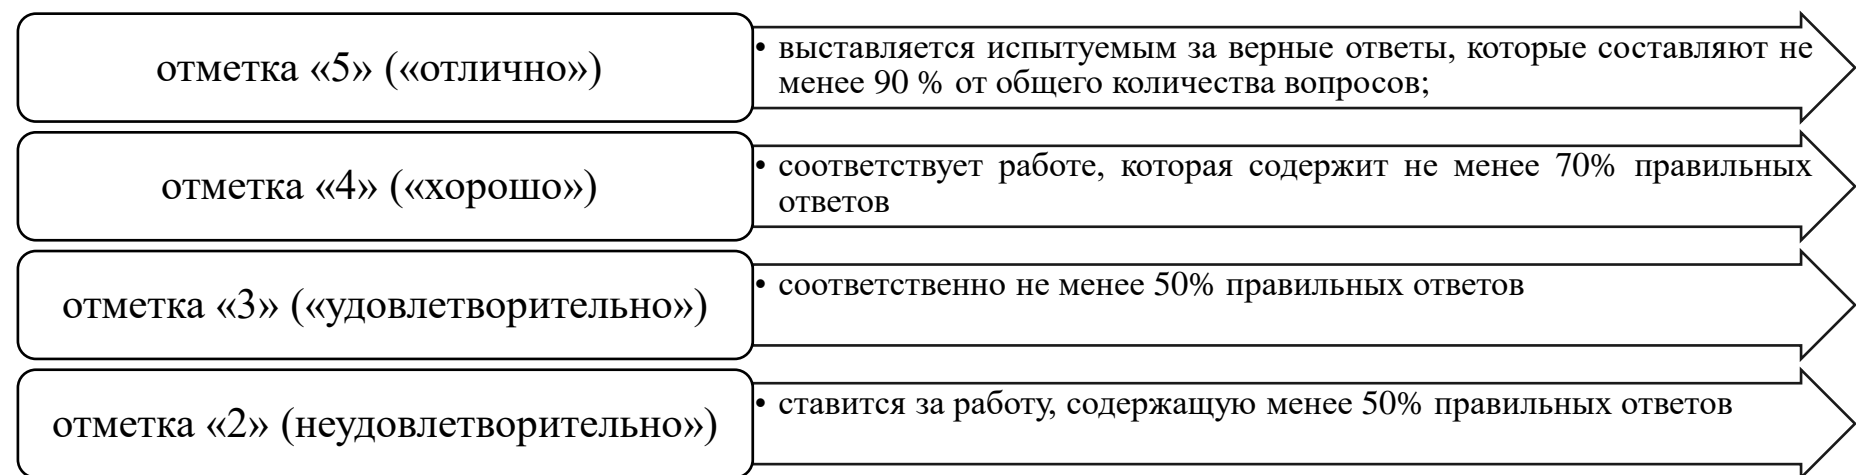 отметка «5» («отлично»)
• выставляется испытуемым за верные ответы, которые составляют не
менее 90 % от общего количества вопросов;
отметка «4» («хорошо»)
• соответствует работе, которая содержит не менее 70% правильных
ответов
отметка «3» («удовлетворительно»)
• соответственно не менее 50% правильных ответов
отметка «2» (неудовлетворительно»)
• ставится за работу, содержащую менее 50% правильных ответов